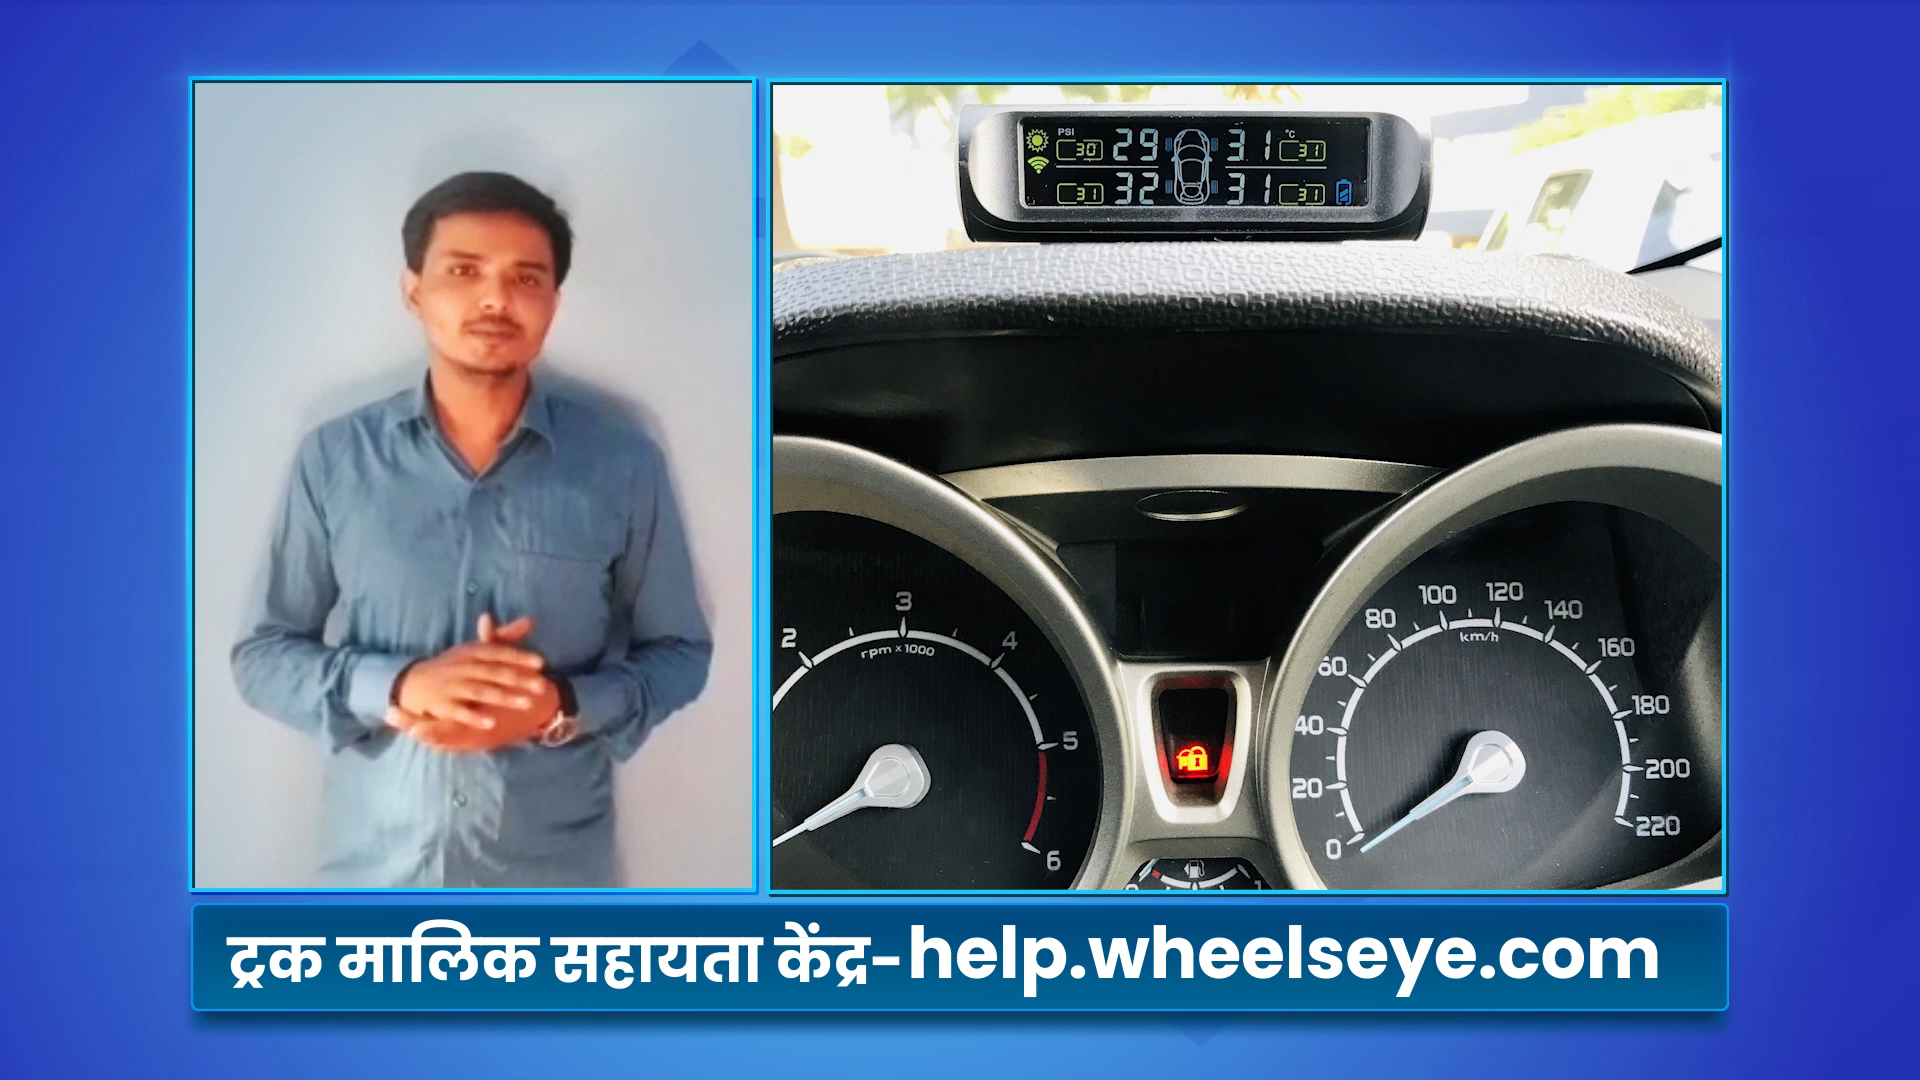 PSI °C
30 29 31 31
31 32 31 31
2 3 4 5 6
rpm x 1000
0 20 40 60 80 100 120 140 160 180 200 220
km/h
ट्रक मालिक सहायता केंद्र-help.wheelseye.com